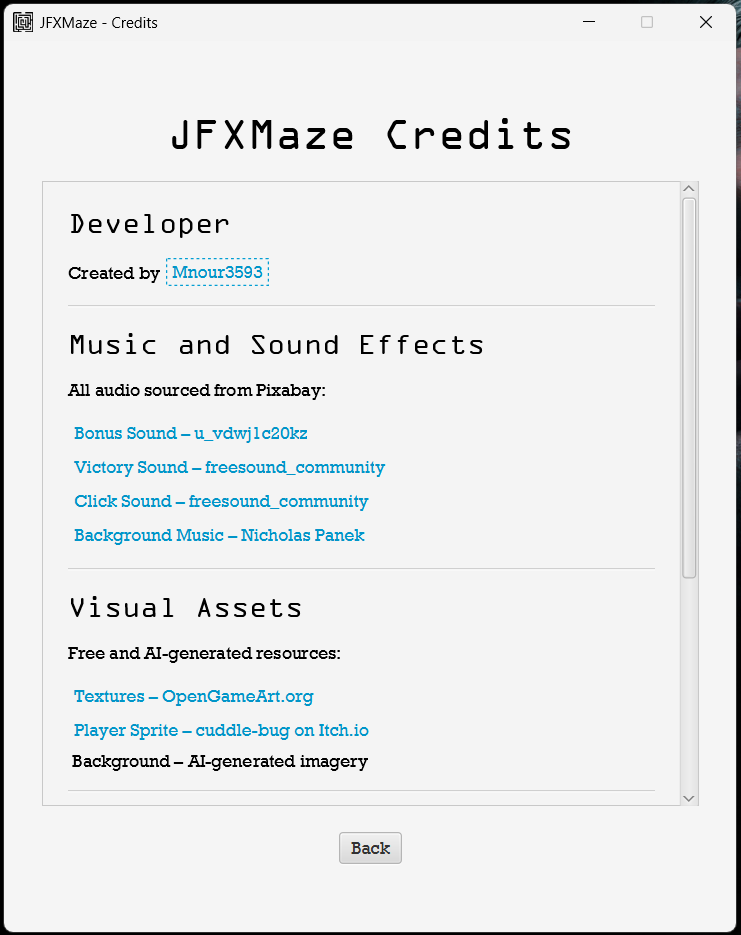 JFXMaze - Credits
JFXMaze Credits
Developer
Created by Mnour3593
Music and Sound Effects
All audio sourced from Pixabay:
Bonus Sound – u_vdwj1c20kz
Victory Sound – freesound_community
Click Sound – freesound_community
Background Music – Nicholas Panek
Visual Assets
Free and AI-generated resources:
Textures – OpenGameArt.org
Player Sprite – cuddle-bug on Itch.io
Background – AI-generated imagery
Back